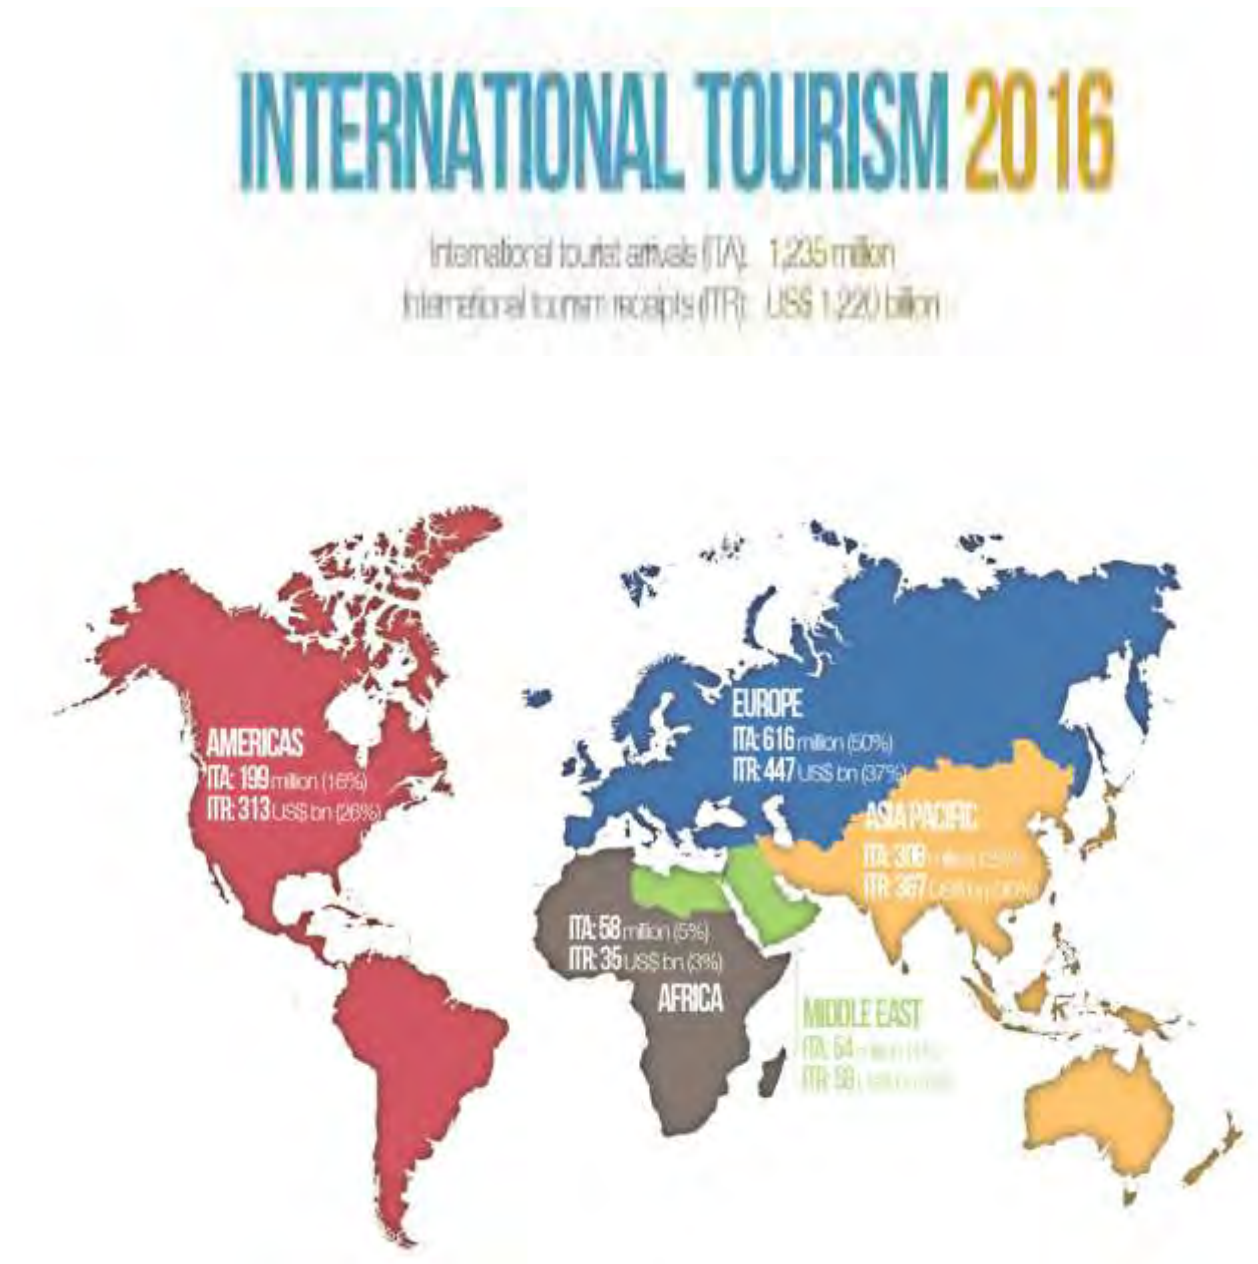 INTERNATIONAL TOURISM 2016
International tourist arrivals (ITA): 1,235 million
International tourism receipts (ITR): US$ 1,220 billion
EUROPE
ITA: 616 million (50%)
ITR: 447 US$ bn (37%)
AMERICAS
ITA: 199 million (16%)
ITR: 313 US$ bn (26%)
ASIA PACIFIC
ITA:
ITR: 367 US$ bn (30%)
ITA: 58 million (5%)
ITR: 35 US$ bn (3%)
AFRICA
MIDDLE EAST
ITA: 54
ITR: